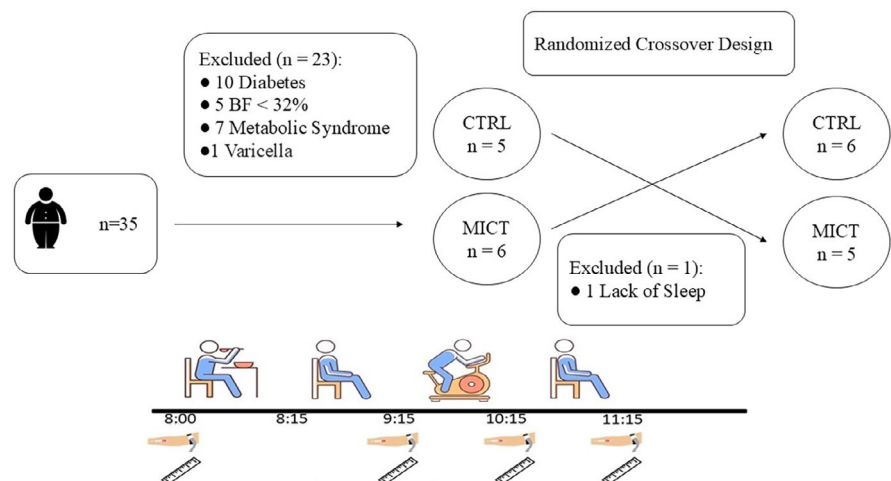 Randomized Crossover Design
Excluded (n = 23):
● 10 Diabetes
● 5 BF < 32%
● 7 Metabolic Syndrome
●1 Varicella
n=35
CTRL
n = 5
MICT
n = 6
Excluded (n = 1):
● 1 Lack of Sleep
CTRL
n = 6
MICT
n = 5
8:00
8:15
9:15
10:15
11:15